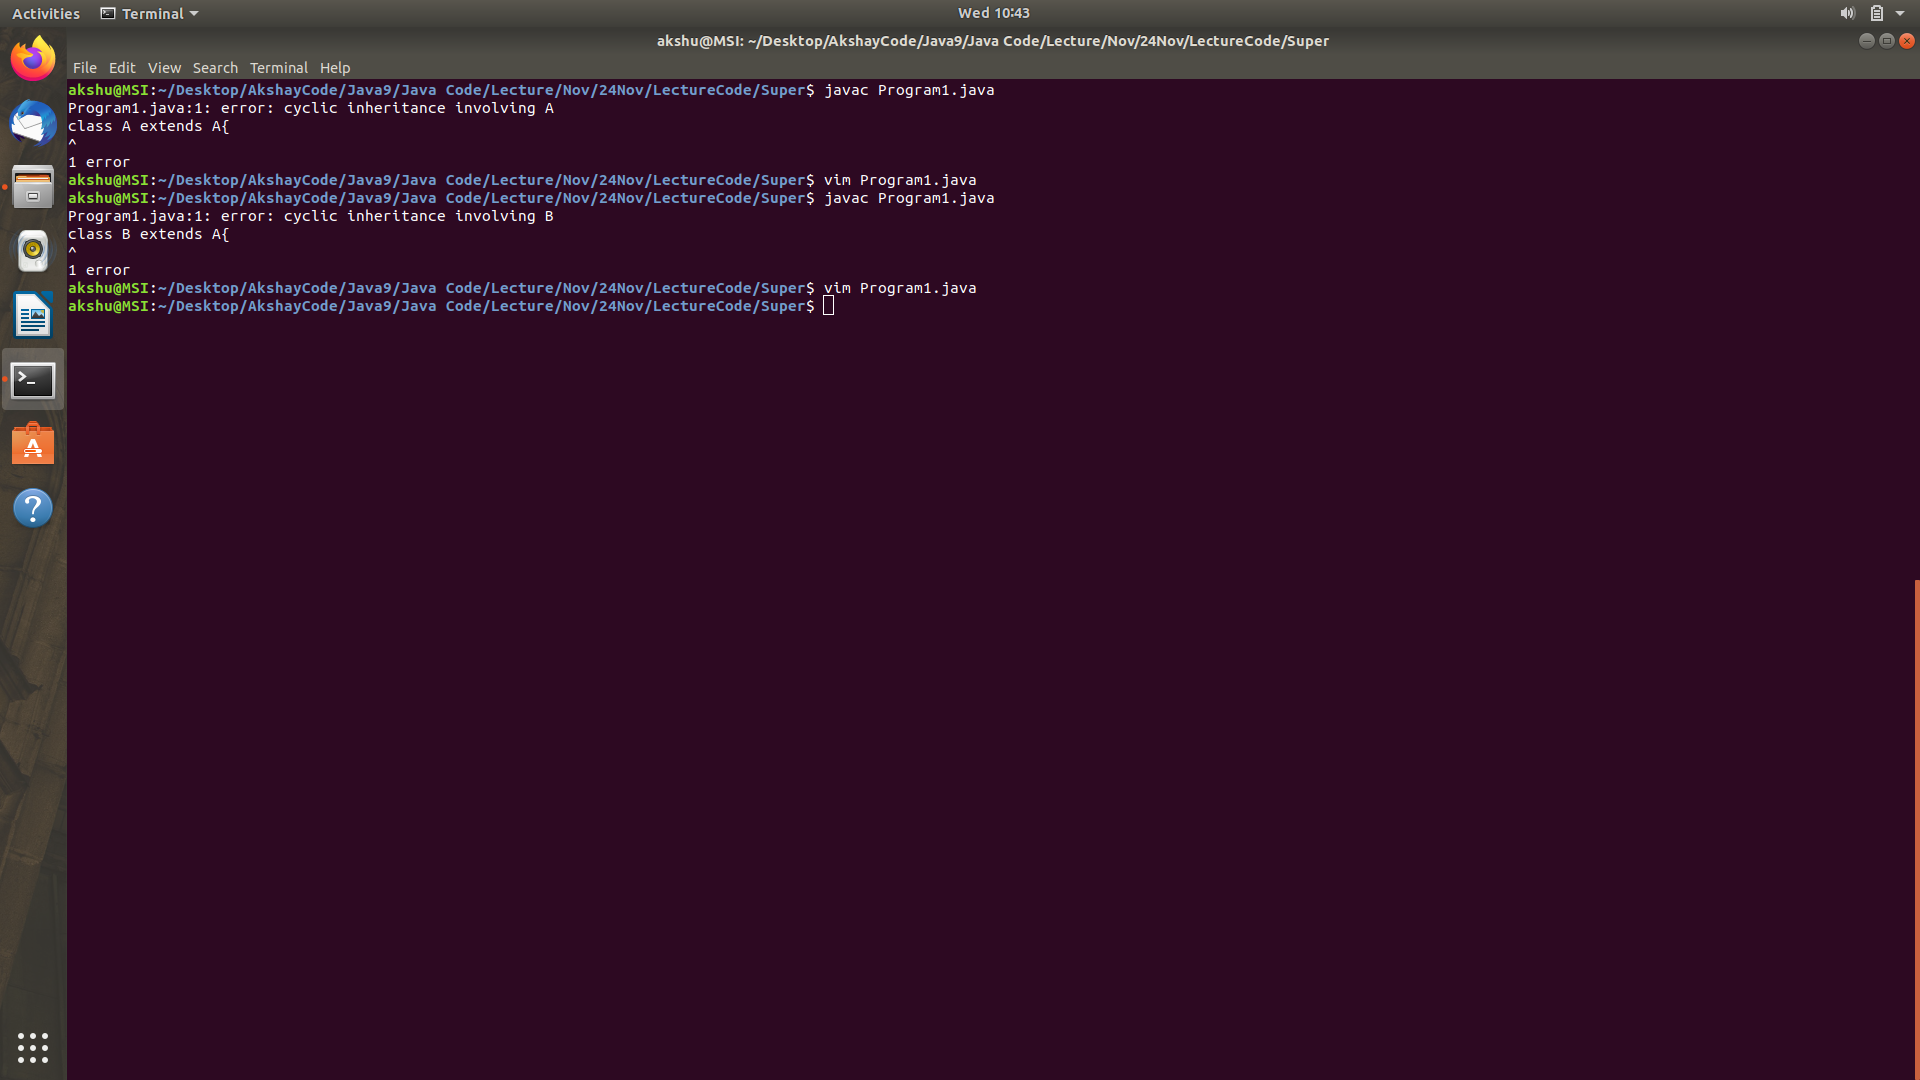 Activities Terminal Wed 10:43
akshu@MSI: ~/Desktop/AkshayCode/Java9/Java Code/Lecture/Nov/24Nov/LectureCode/Super
File Edit View Search Terminal Help
akshu@MSI:~/Desktop/AkshayCode/Java9/Java Code/Lecture/Nov/24Nov/LectureCode/Super$ javac Program1.java
Program1.java:1: error: cyclic inheritance involving A
class A extends A{
^
1 error
akshu@MSI:~/Desktop/AkshayCode/Java9/Java Code/Lecture/Nov/24Nov/LectureCode/Super$ vim Program1.java
akshu@MSI:~/Desktop/AkshayCode/Java9/Java Code/Lecture/Nov/24Nov/LectureCode/Super$ javac Program1.java
Program1.java:1: error: cyclic inheritance involving B
class B extends A{
^
1 error
akshu@MSI:~/Desktop/AkshayCode/Java9/Java Code/Lecture/Nov/24Nov/LectureCode/Super$ vim Program1.java
akshu@MSI:~/Desktop/AkshayCode/Java9/Java Code/Lecture/Nov/24Nov/LectureCode/Super$